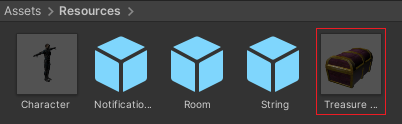 Assets > Resources >
Character Notificatio... Room String Treasure ...